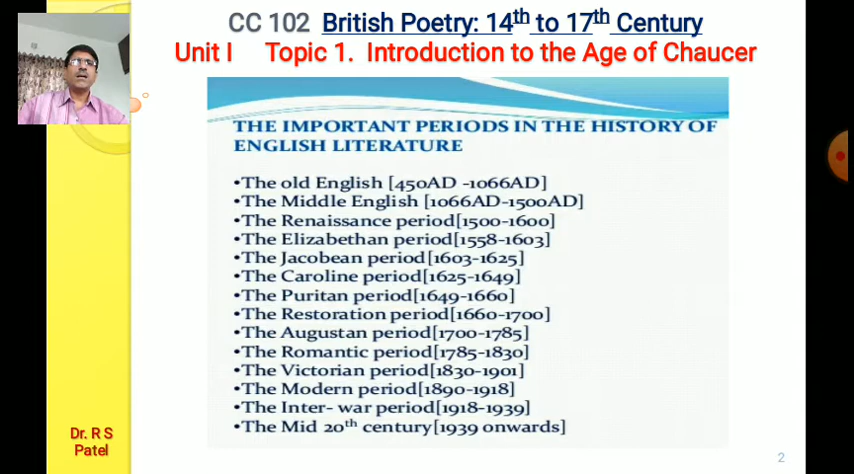 CC 102 British Poetry: 14th to 17th Century
Unit I Topic 1. Introduction to the Age of Chaucer
THE IMPORTANT PERIODS IN THE HISTORY OF
ENGLISH LITERATURE
•The old English [450AD -1066AD]
•The Middle English [1066AD-1500AD]
•The Renaissance period[1500-1600]
•The Elizabethan period[1558-1603]
•The Jacobean period[1603-1625]
•The Caroline period[1625-1649]
•The Puritan period[1649-1660]
•The Restoration period[1660-1700]
•The Augustan period[1700-1785]
•The Romantic period[1785-1830]
•The Victorian period[1830-1901]
•The Modern period[1890-1918]
•The Inter- war period[1918-1939]
•The Mid 20th century[1939 onwards]
Dr. R S
Patel
2